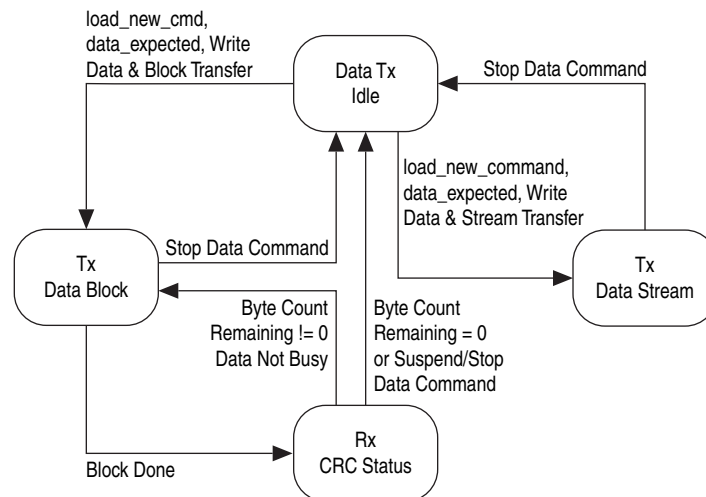 load_new_cmd,
data_expected, Write
Data & Block Transfer
Data Tx
Idle
Stop Data Command
load_new_command,
data_expected, Write
Data & Stream Transfer
Tx
Data Block
Stop Data Command
Tx
Data Stream
Byte Count
Remaining != 0
Data Not Busy
Byte Count
Remaining = 0
or Suspend/Stop
Data Command
Block Done
Rx
CRC Status